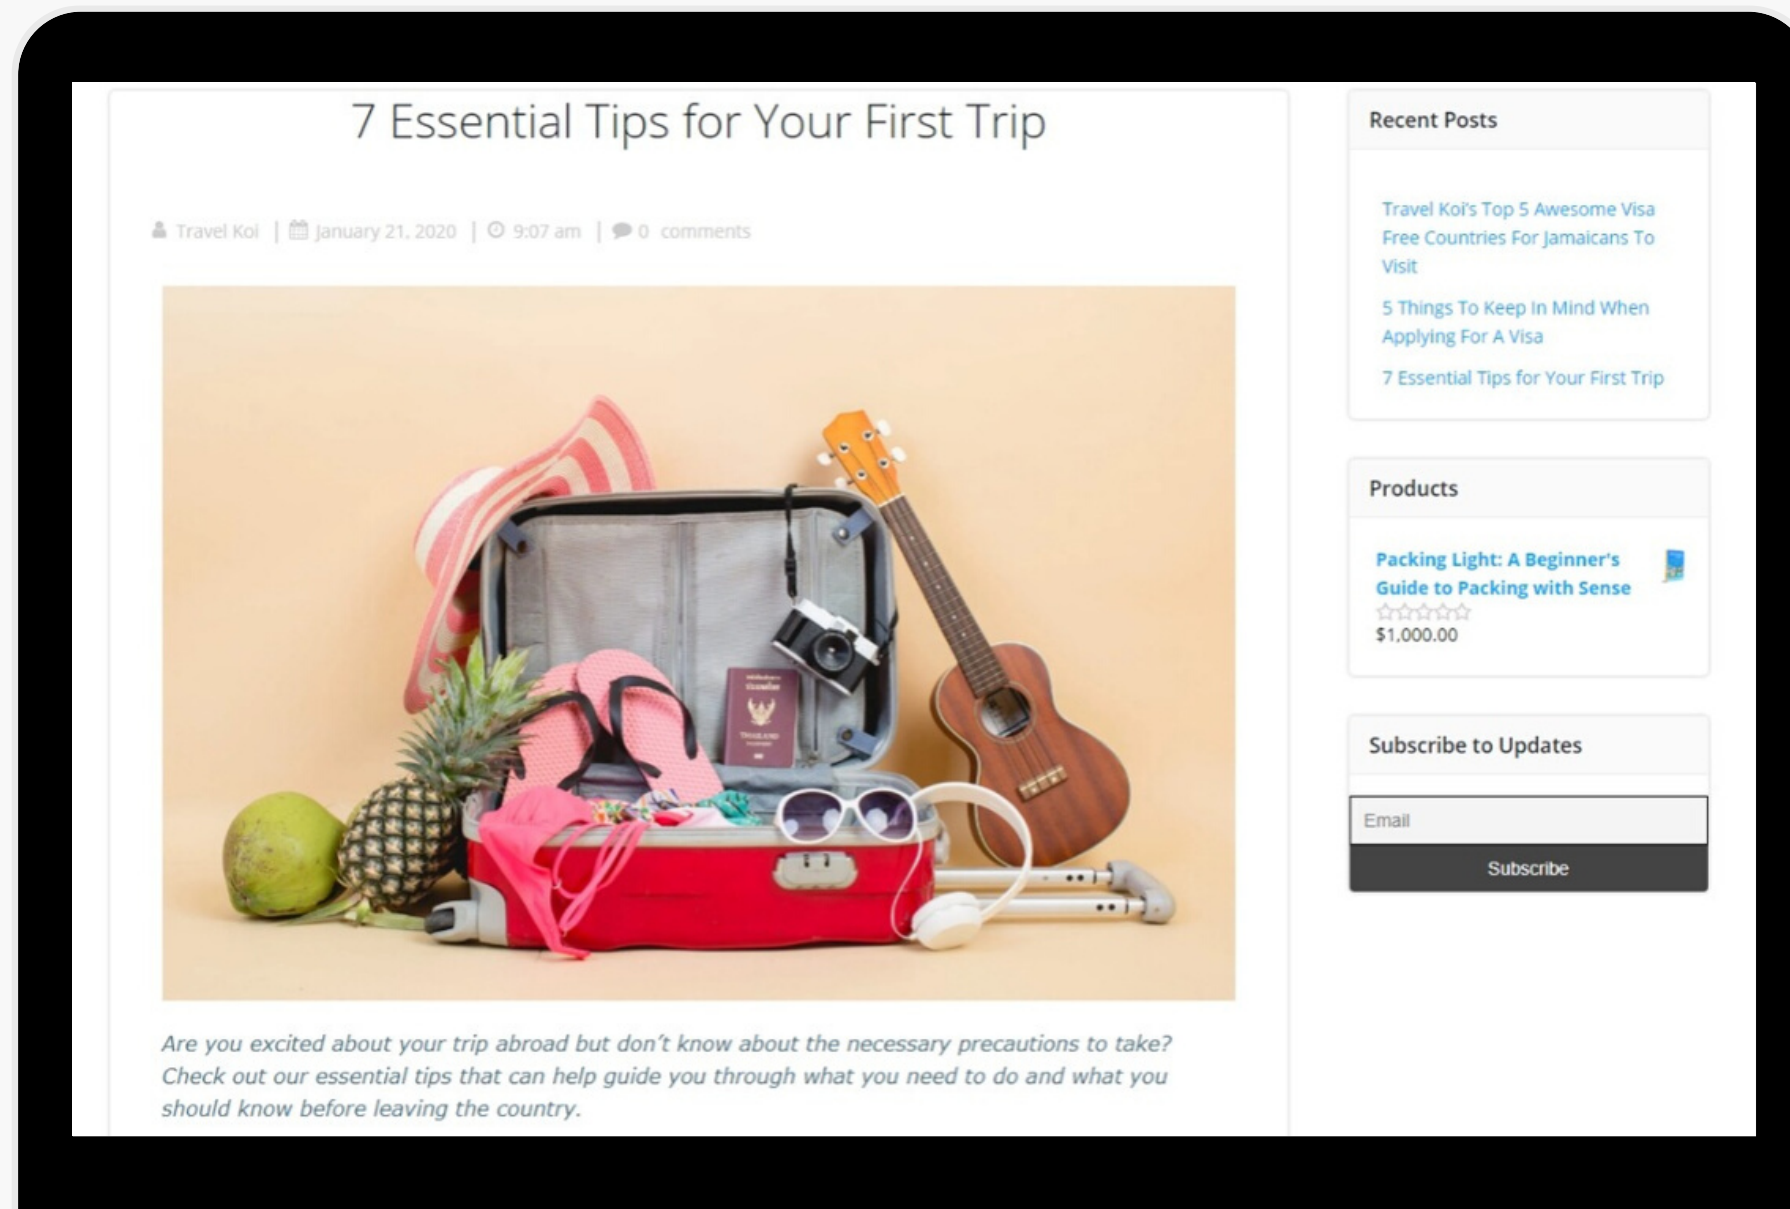 7 Essential Tips for Your First Trip
Travel Koi | January 21, 2020 | 9:07 am | 0 comments
THAILAND
Are you excited about your trip abroad but don't know about the necessary precautions to take?
Check out our essential tips that can help guide you through what you need to do and what you
should know before leaving the country.
Recent Posts
Travel Koi's Top 5 Awesome Visa
Free Countries For Jamaicans To
Visit
5 Things To Keep In Mind When
Applying For A Visa
7 Essential Tips for Your First Trip
Products
Packing Light: A Beginner's
Guide to Packing with Sense
$1,000.00
Subscribe to Updates
Email
Subscribe